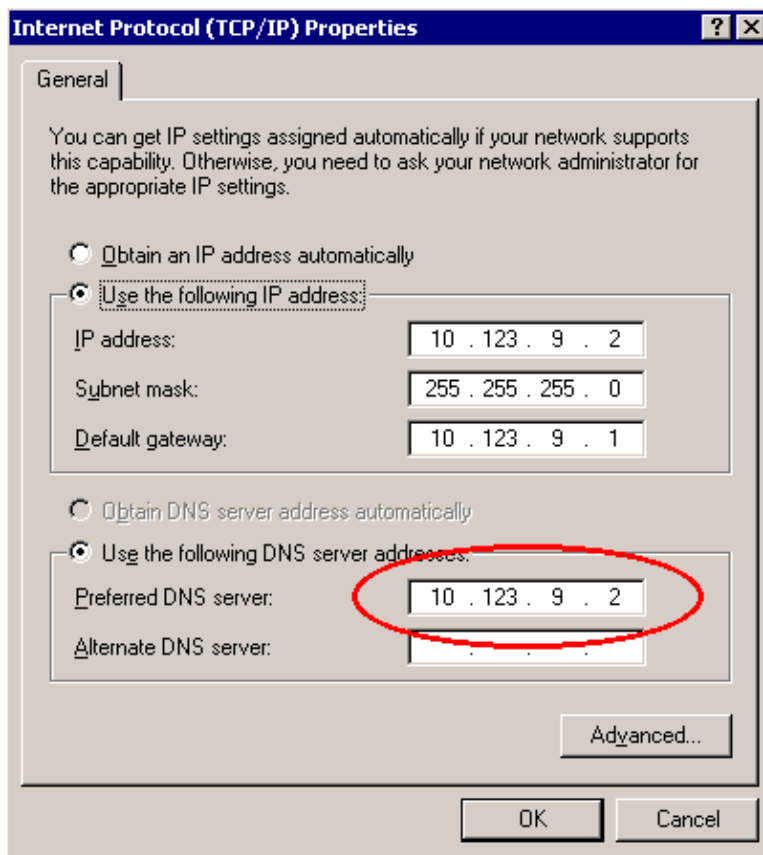 Internet Protocol (TCP/IP) Properties
General
You can get IP settings assigned automatically if your network supports
this capability. Otherwise, you need to ask your network administrator for
the appropriate IP settings.
Obtain an IP address automatically
Use the following IP address:
IP address: 10 . 123 . 9 . 2
Subnet mask: 255 . 255 . 255 . 0
Default gateway: 10 . 123 . 9 . 1
Obtain DNS server address automatically
Use the following DNS server addresses:
Preferred DNS server: 10 . 123 . 9 . 2
Alternate DNS server: . . .
Advanced...
OK Cancel